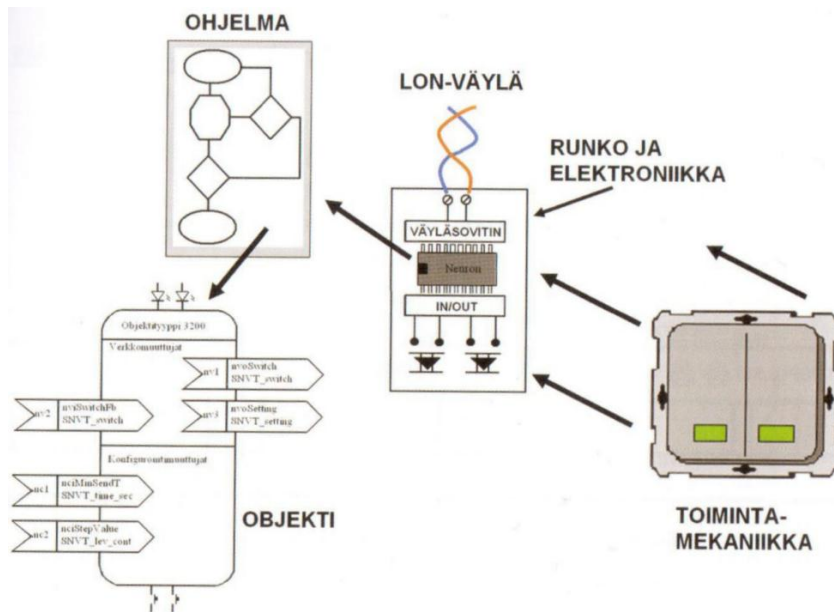 OHJELMA
LON-VÄYLÄ
RUNKO JA
ELEKTRONIIKKA
VÄYLÄSOVITIN
Neuron
IN/OUT
Objektityyppi 3200
Verkkomuuttujat
nv1
nvoSwitch
SNVT_switch
nv2
nviSwitchFb
SNVT_switch
nv3
nvoSetting
SNVT_setting
Konfigurointimuuttujat
nc1
nciMinSendT
SNVT_time_sec
nc2
nciStepValue
SNVT_lev_cont
OBJEKTI
TOIMINTA-
MEKANIIKKA